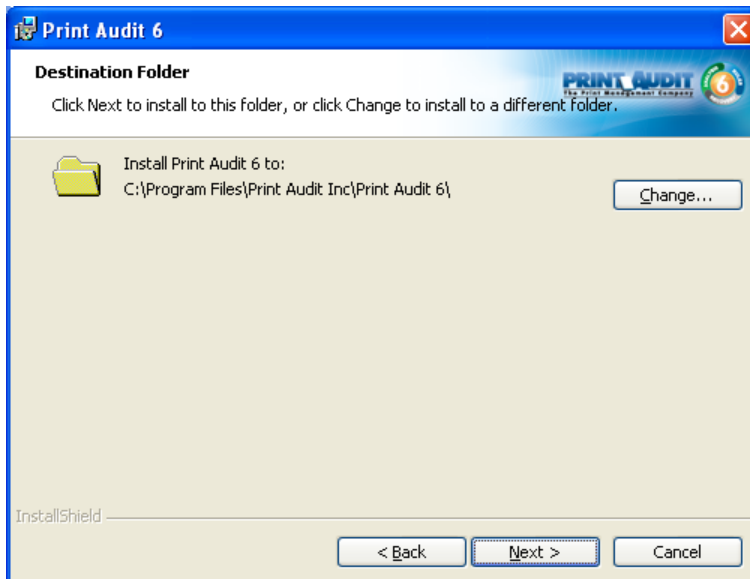 Print Audit 6
Destination Folder
Click Next to install to this folder, or click Change to install to a different folder.
PRINT AUDIT 6
The Print Management Company
Install Print Audit 6 to:
C:\Program Files\Print Audit Inc\Print Audit 6\
Change...
InstallShield
< Back
Next >
Cancel